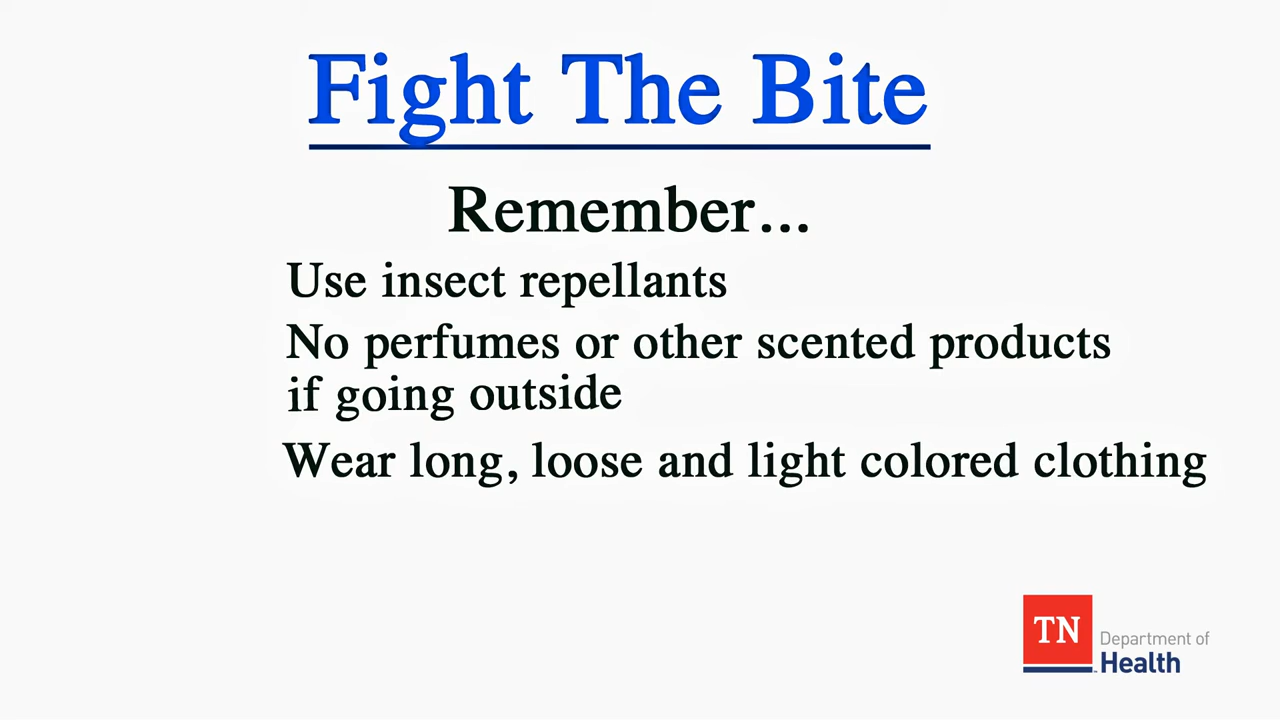 Fight The Bite
Remember...
Use insect repellants
No perfumes or other scented products
if going outside
Wear long, loose and light colored clothing
TN
Department of
Health